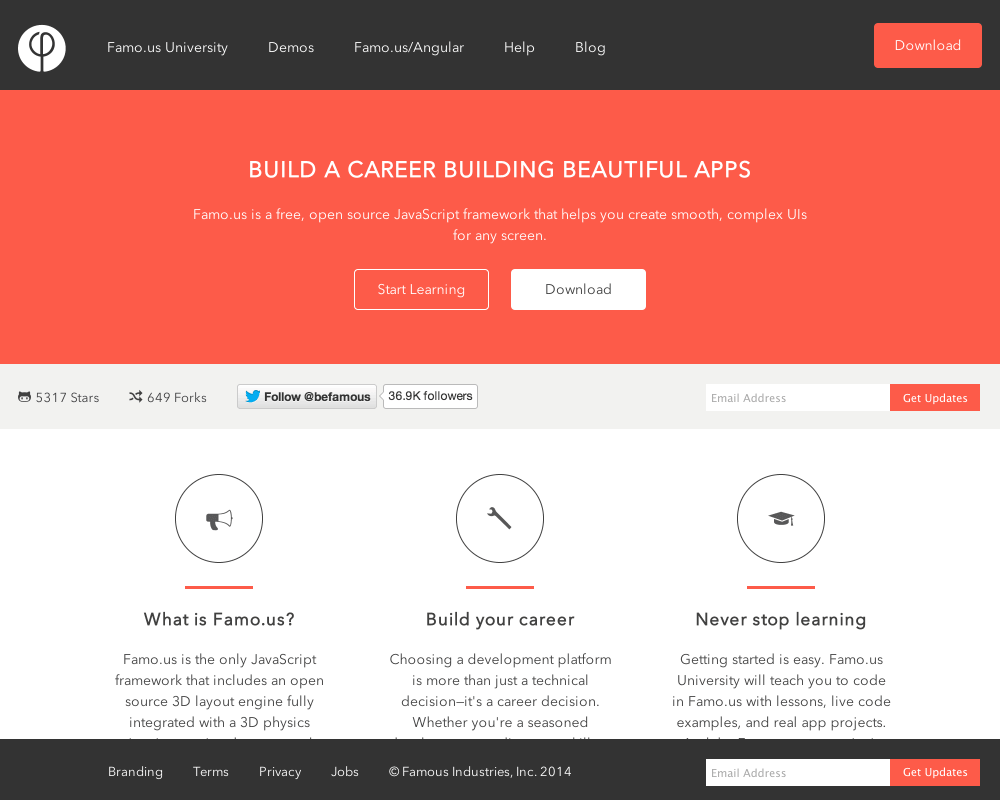 Famo.us University Demos Famo.us/Angular Help Blog Download
BUILD A CAREER BUILDING BEAUTIFUL APPS
Famo.us is a free, open source JavaScript framework that helps you create smooth, complex UIs
for any screen.
Start Learning Download
5317 Stars 649 Forks Follow @befamous 36.9K followers Email Address Get Updates
What is Famo.us?
Famo.us is the only JavaScript
framework that includes an open
source 3D layout engine fully
integrated with a 3D physics
Build your career
Choosing a development platform
is more than just a technical
decision—it's a career decision.
Whether you're a seasoned
Never stop learning
Getting started is easy. Famo.us
University will teach you to code
in Famo.us with lessons, live code
examples, and real app projects.
Branding Terms Privacy Jobs © Famous Industries, Inc. 2014 Email Address Get Updates